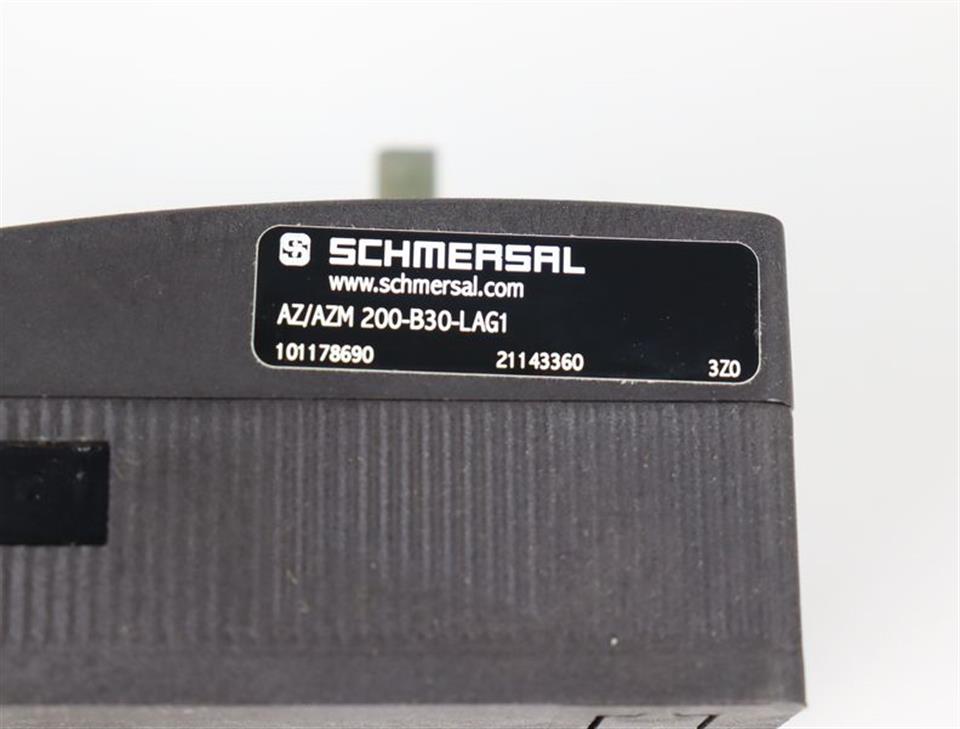 SCHMERSAL
www.schmersal.com
AZ/AZM 200-B30-LAG1
101178690 21143360 3Z0